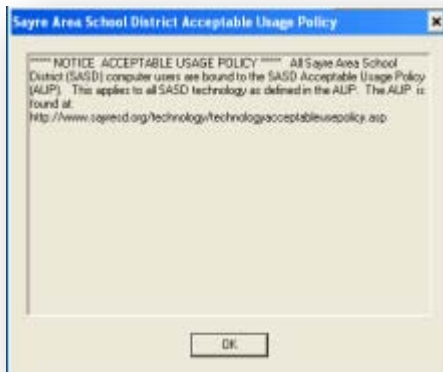 Sayre Area School District Acceptable Usage Policy
***** NOTICE ACCEPTABLE USAGE POLICY ***** All Sayre Area School
District (SASD) computer users are bound to the SASD Acceptable Usage Policy
(AUP). This applies to all SASD technology as defined in the AUP. The AUP is
found at:
http://www.sayresd.org/technology/technologyacceptableusepolicy.asp
OK